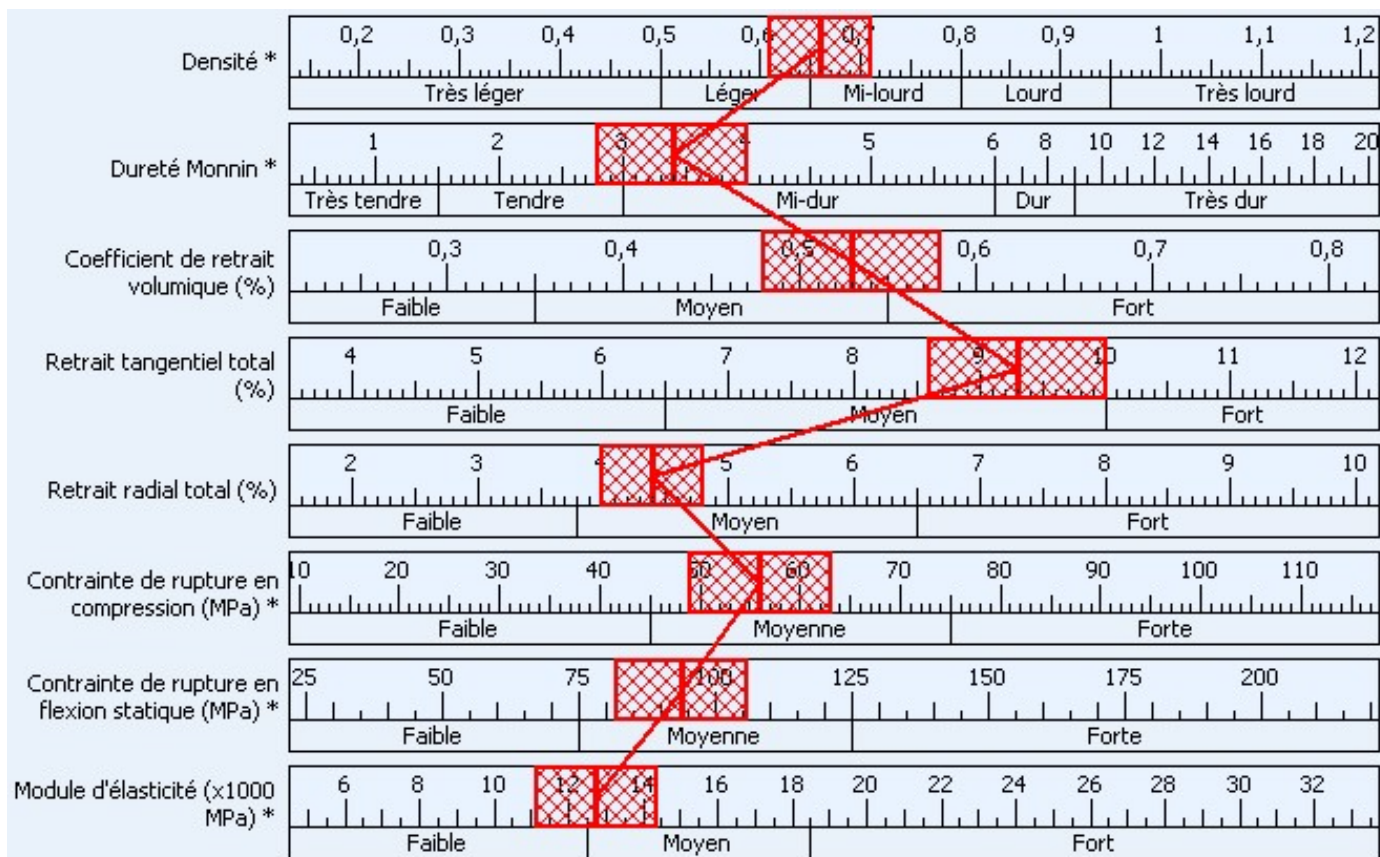 0,2 0,3 0,4 0,5 0,6 0,7 0,8 0,9 1 1,1 1,2
Densité *
Très léger Léger Mi-lourd Lourd Très lourd
1 2 3 4 5 6 8 10 12 14 16 18 20
Dureté Monnin *
Très tendre Tendre Mi-dur Dur Très dur
0,3 0,4 0,5 0,6 0,7 0,8
Coefficient de retrait
volumique (%)
Faible Moyen Fort
4 5 6 7 8 9 10 11 12
Retrait tangentiel total
(%)
Faible Moyen Fort
2 3 4 5 6 7 8 9 10
Retrait radial total (%)
Faible Moyen Fort
10 20 30 40 50 60 70 80 90 100 110
Contrainte de rupture en
compression (MPa) *
Faible Moyenne Forte
25 50 75 100 125 150 175 200
Contrainte de rupture en
flexion statique (MPa) *
Faible Moyenne Forte
6 8 10 12 14 16 18 20 22 24 26 28 30 32
Module d'élasticité (x1000
MPa) *
Faible Moyen Fort